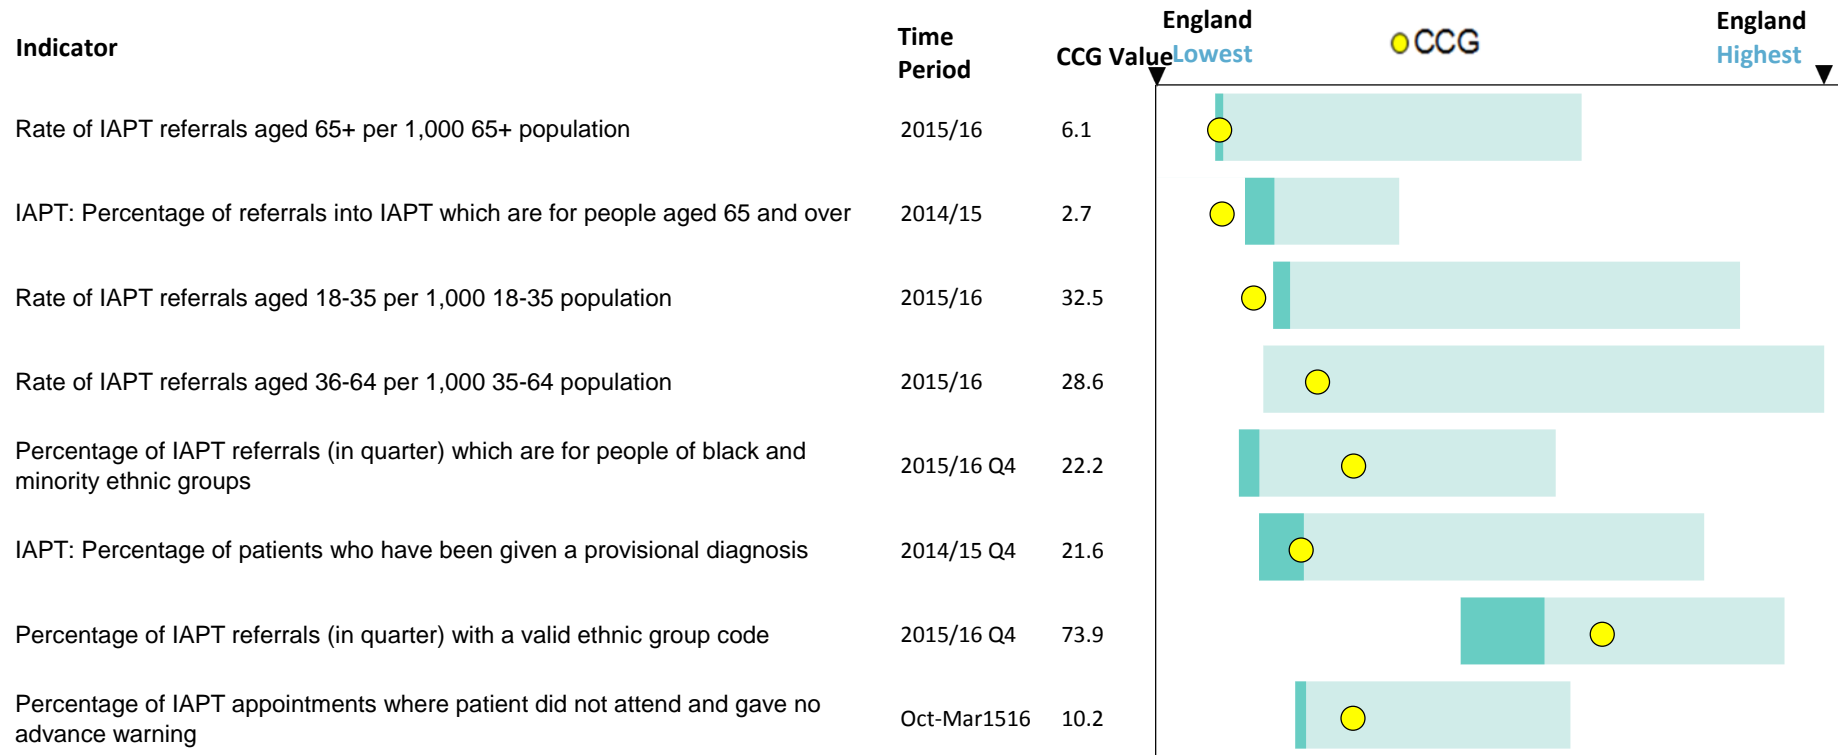 Indicator
Time
Period
CCG Value
England
Lowest
CCG
England
Highest
Rate of IAPT referrals aged 65+ per 1,000 65+ population 2015/16 6.1
IAPT: Percentage of referrals into IAPT which are for people aged 65 and over 2014/15 2.7
Rate of IAPT referrals aged 18-35 per 1,000 18-35 population 2015/16 32.5
Rate of IAPT referrals aged 36-64 per 1,000 35-64 population 2015/16 28.6
Percentage of IAPT referrals (in quarter) which are for people of black and
minority ethnic groups 2015/16 Q4 22.2
IAPT: Percentage of patients who have been given a provisional diagnosis 2014/15 Q4 21.6
Percentage of IAPT referrals (in quarter) with a valid ethnic group code 2015/16 Q4 73.9
Percentage of IAPT appointments where patient did not attend and gave no
advance warning Oct-Mar1516 10.2